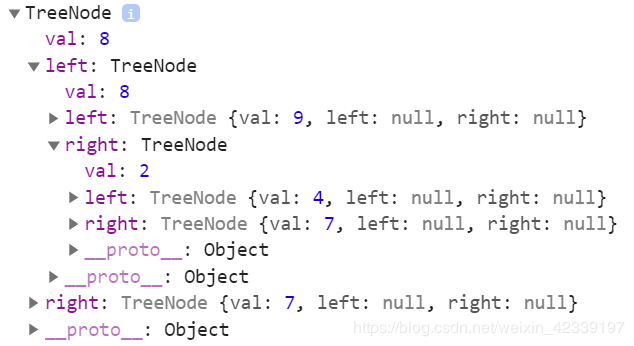 TreeNode i
val: 8
left: TreeNode
val: 8
left: TreeNode {val: 9, left: null, right: null}
right: TreeNode
val: 2
left: TreeNode {val: 4, left: null, right: null}
right: TreeNode {val: 7, left: null, right: null}
__proto__: Object
__proto__: Object
right: TreeNode {val: 7, left: null, right: null}
__proto__: Object
https://blog.csdn.net/weixin_42339197